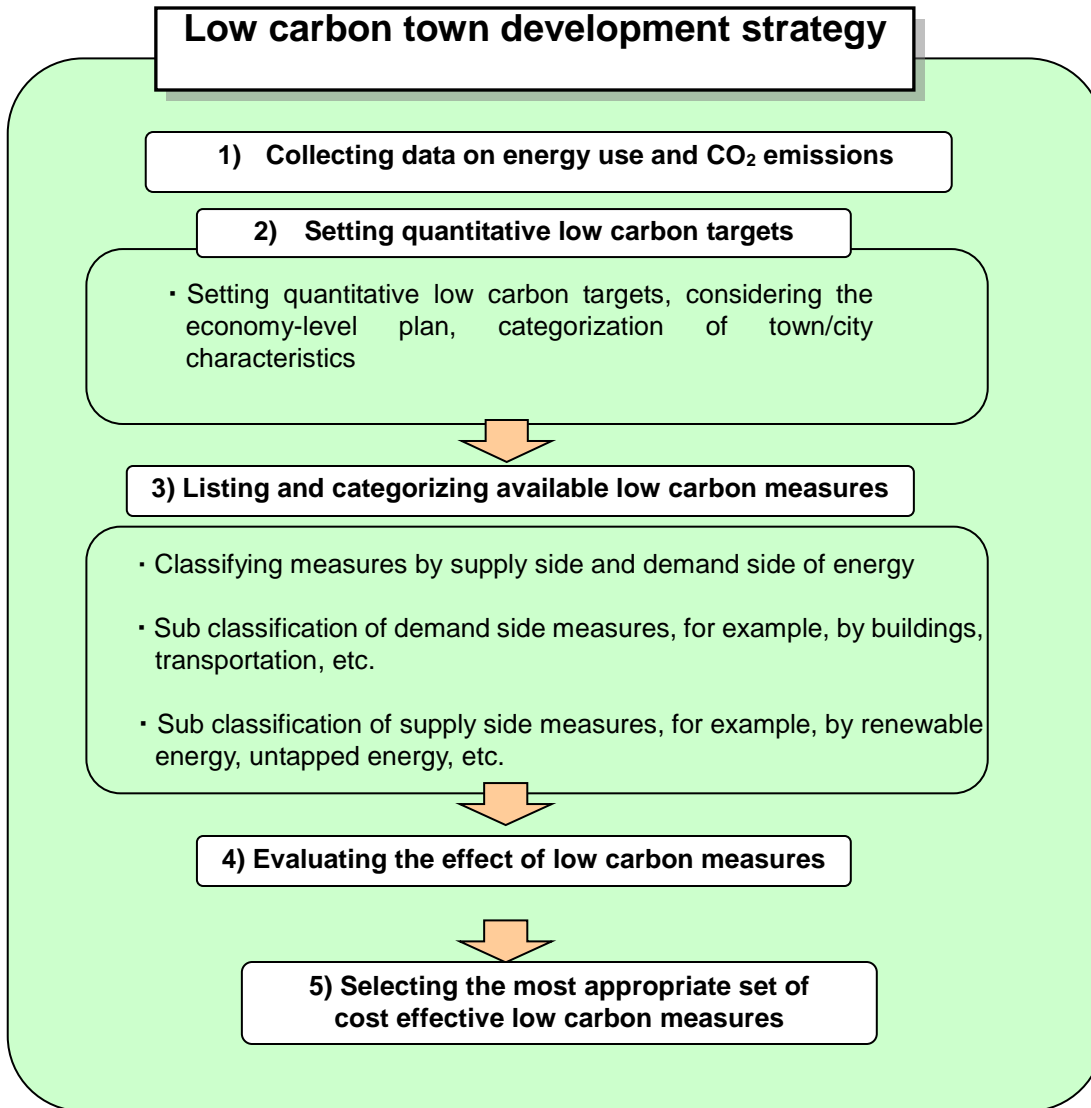 Low carbon town development strategy
1) Collecting data on energy use and CO₂ emissions
2) Setting quantitative low carbon targets
・Setting quantitative low carbon targets, considering the
economy-level plan, categorization of town/city
characteristics
3) Listing and categorizing available low carbon measures
・Classifying measures by supply side and demand side of energy
・Sub classification of demand side measures, for example, by buildings,
transportation, etc.
・Sub classification of supply side measures, for example, by renewable
energy, untapped energy, etc.
4) Evaluating the effect of low carbon measures
5) Selecting the most appropriate set of
cost effective low carbon measures